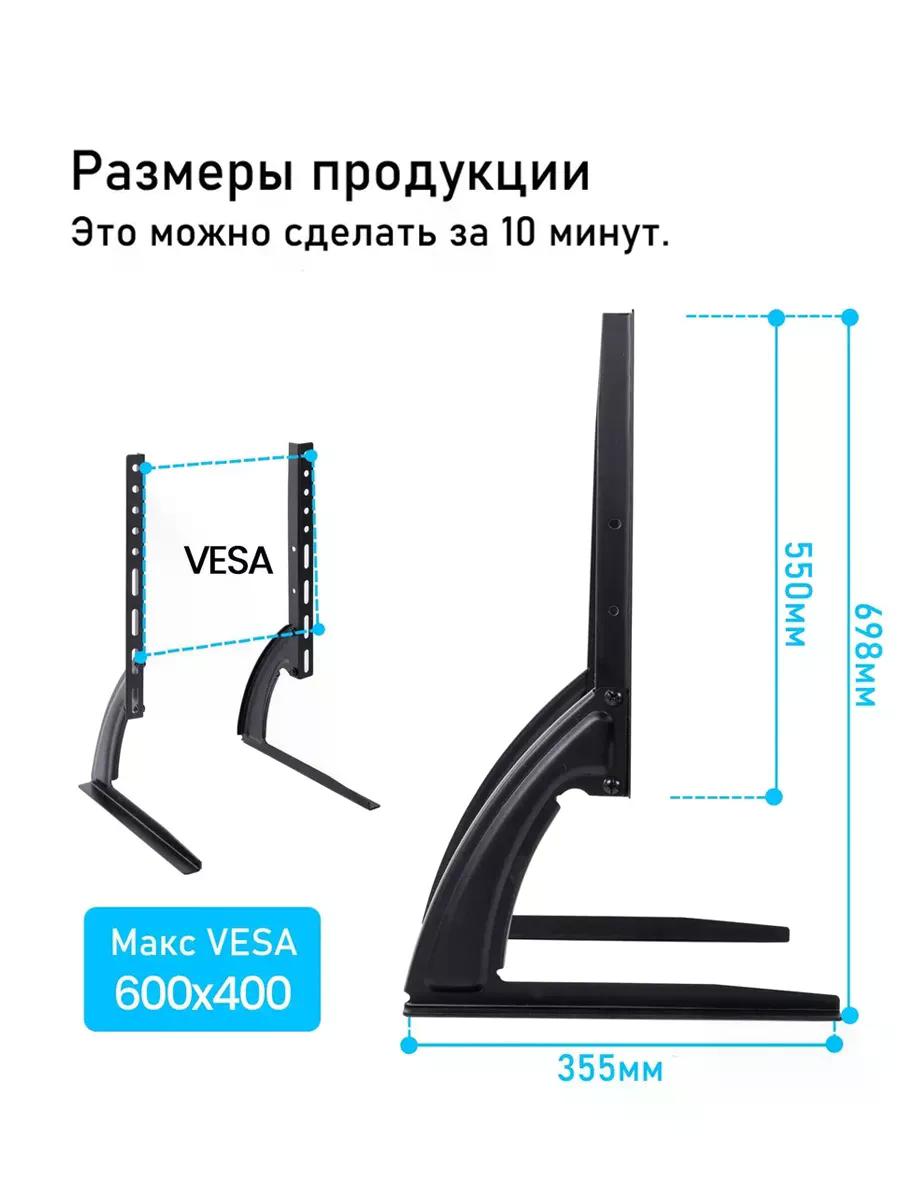 Размеры продукции
Это можно сделать за 10 минут.
VESA
550мм
698мм
Макс VESA
600x400
355мм